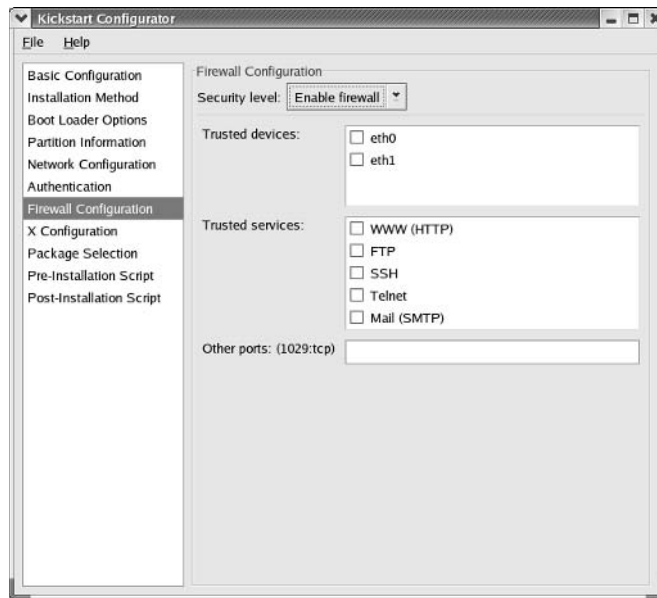 Kickstart Configurator
File Help
Basic Configuration
Installation Method
Boot Loader Options
Partition Information
Network Configuration
Authentication
Firewall Configuration
X Configuration
Package Selection
Pre-Installation Script
Post-Installation Script
Firewall Configuration
Security level: Enable firewall
Trusted devices:
eth0
eth1
Trusted services:
WWW (HTTP)
FTP
SSH
Telnet
Mail (SMTP)
Other ports: (1029:tcp)